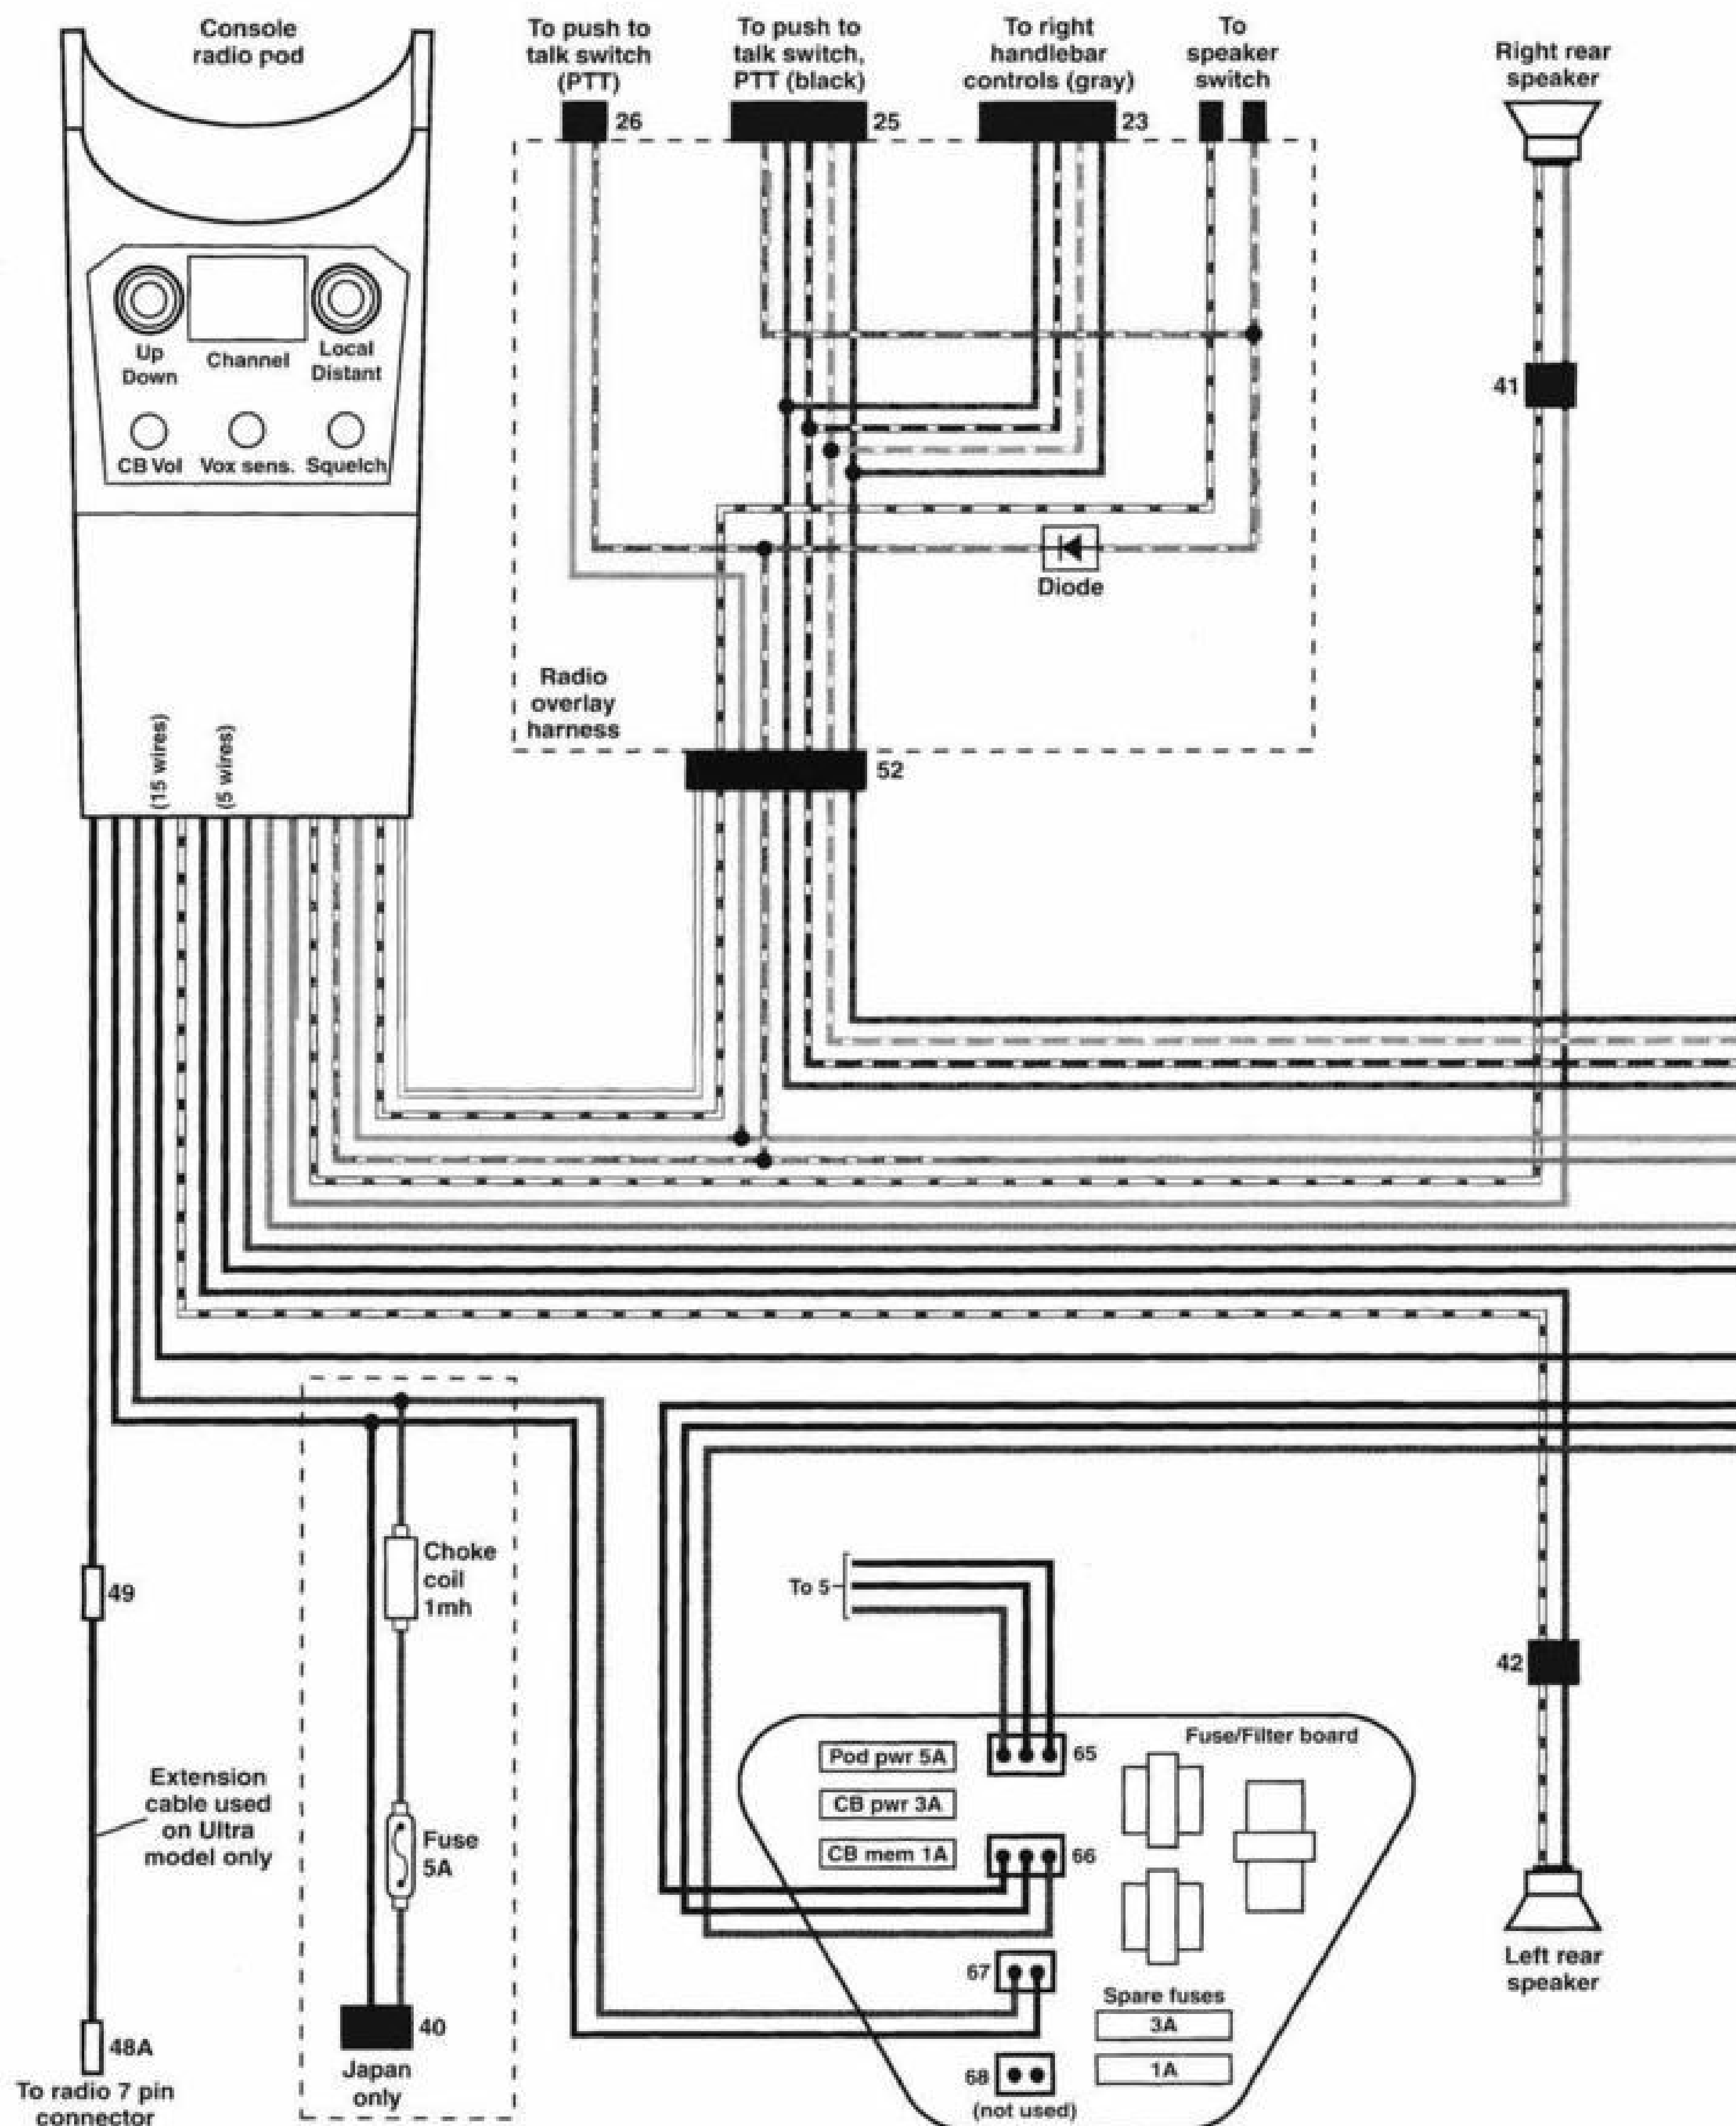 Console
radio pod
To push to
talk switch
(PTT)
To push to
talk switch,
PTT (black)
To right
handlebar
controls (gray)
To
speaker
switch
Right rear
speaker
26
25
23
Up
Down
Channel
Local
Distant
CB Vol
Vox sens.
Squelch
41
Diode
Radio
overlay
harness
(15 wires)
(5 wires)
52
Choke
coil
1mh
49
To 5
42
Fuse/Filter board
Pod pwr 5A
65
CB pwr 3A
CB mem 1A
66
Extension
cable used
on Ultra
model only
Fuse
5A
Left rear
speaker
67
Spare fuses
3A
1A
40
48A
Japan
only
68
(not used)
To radio 7 pin
connector